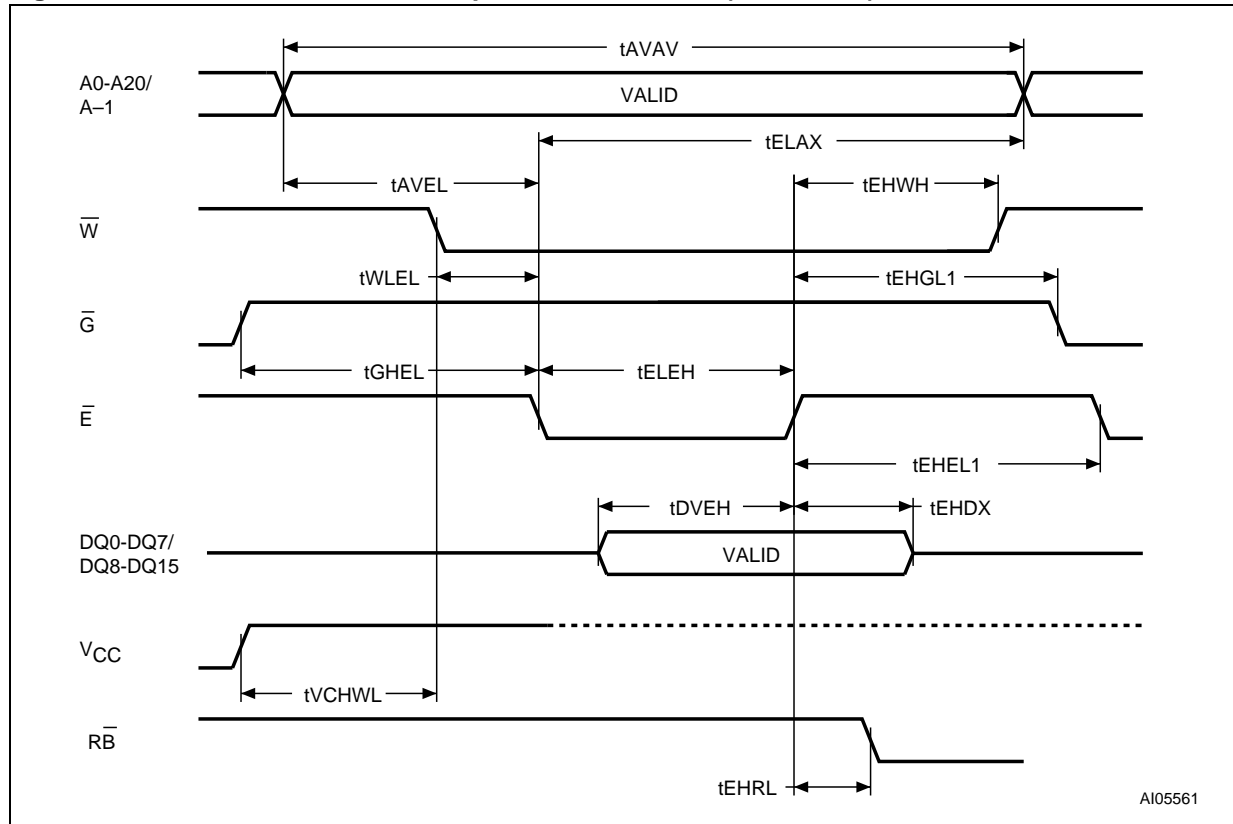 tAVAV
A0-A20/
A–1
VALID
tELAX
tAVEL
tEHWH
W̅
tWLEL
tEHGL1
G̅
tGHEL
tELEH
E̅
tEHEL1
tDVEH
tEHDX
DQ0-DQ7/
DQ8-DQ15
VALID
VCC
tVCHWL
RB̅
tEHRL
AI05561